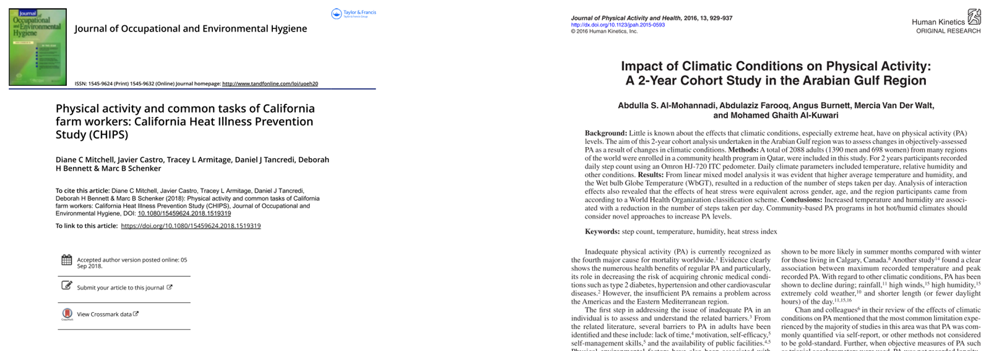 Journal of
Occupational
and Environmental
Hygiene
Taylor & Francis
Taylor & Francis Group
Journal of Occupational and Environmental Hygiene
ISSN: 1545-9624 (Print) 1545-9632 (Online) Journal homepage: http://www.tandfonline.com/loi/uoeh20
Physical activity and common tasks of California
farm workers: California Heat Illness Prevention
Study (CHIPS)
Diane C Mitchell, Javier Castro, Tracey L Armitage, Daniel J Tancredi, Deborah
H Bennett & Marc B Schenker
To cite this article: Diane C Mitchell, Javier Castro, Tracey L Armitage, Daniel J Tancredi,
Deborah H Bennett & Marc B Schenker (2018): Physical activity and common tasks of California
farm workers: California Heat Illness Prevention Study (CHIPS), Journal of Occupational and
Environmental Hygiene, DOI: 10.1080/15459624.2018.1519319
To link to this article: https://doi.org/10.1080/15459624.2018.1519319
Accepted author version posted online: 05
Sep 2018.
Submit your article to this journal
View Crossmark data
Journal of Physical Activity and Health, 2016, 13, 929-937
http://dx.doi.org/10.1123/jpah.2015-0593
© 2016 Human Kinetics, Inc.
Human Kinetics
ORIGINAL RESEARCH
Impact of Climatic Conditions on Physical Activity:
A 2-Year Cohort Study in the Arabian Gulf Region
Abdulla S. Al-Mohannadi, Abdulaziz Farooq, Angus Burnett, Mercia Van Der Walt,
and Mohamed Ghaith Al-Kuwari
Background: Little is known about the effects that climatic conditions, especially extreme heat, have on physical activity (PA)
levels. The aim of this 2-year cohort analysis undertaken in the Arabian Gulf region was to assess changes in objectively-assessed
PA as a result of changes in climatic conditions. Methods: A total of 2088 adults (1390 men and 698 women) from many regions
of the world were enrolled in a community health program in Qatar, were included in this study. For 2 years participants recorded
daily step count using an Omron HJ-720 ITC pedometer. Daily climate parameters included temperature, relative humidity and
other conditions. Results: From linear mixed model analysis it was evident that higher average temperature and humidity, and
the Wet bulb Globe Temperature (WbGT), resulted in a reduction of the number of steps taken per day. Analysis of interaction
effects also revealed that the effects of heat stress were equivalent across gender, age, and the region participants came from
according to a World Health Organization classification scheme. Conclusions: Increased temperature and humidity are associ-
ated with a reduction in the number of steps taken per day. Community-based PA programs in hot hot/humid climates should
consider novel approaches to increase PA levels.
Keywords: step count, temperature, humidity, heat stress index
Inadequate physical activity (PA) is currently recognized as
the fourth major cause for mortality worldwide.1 Evidence clearly
shows the numerous health benefits of regular PA and particularly,
its role in decreasing the risk of acquiring chronic medical condi-
tions such as type 2 diabetes, hypertension and other cardiovascular
diseases.2 However, the insufficient PA remains a problem across
the Americas and the Eastern Mediterranean region.
The first step in addressing the issue of inadequate PA in an
individual is to assess and understand the related barriers.3 From
the related literature, several barriers to PA in adults have been
identified and these include: lack of time,4 motivation, self-efficacy,5
self-management skills,5 and the availability of public facilities.4,5
Physical environmental factors have also been associated with
shown to be more likely in summer months compared with winter
for those living in Calgary, Canada.8 Another study14 found a clear
association between maximum recorded temperature and peak
recorded PA. With regard to other climatic conditions, PA has been
shown to decline during; rainfall,11 high winds,15 high humidity,15
extremely cold weather,10 and shorter length (or fewer daylight
hours) of the day.11,15,16
Chan and colleagues6 in their review of the effects of climatic
conditions on PA mentioned that the most common limitation expe-
rienced by the majority of studies in this area was that PA was com-
monly quantified via self-report, or other methods not considered
to be gold-standard. Further, when objective measures of PA such